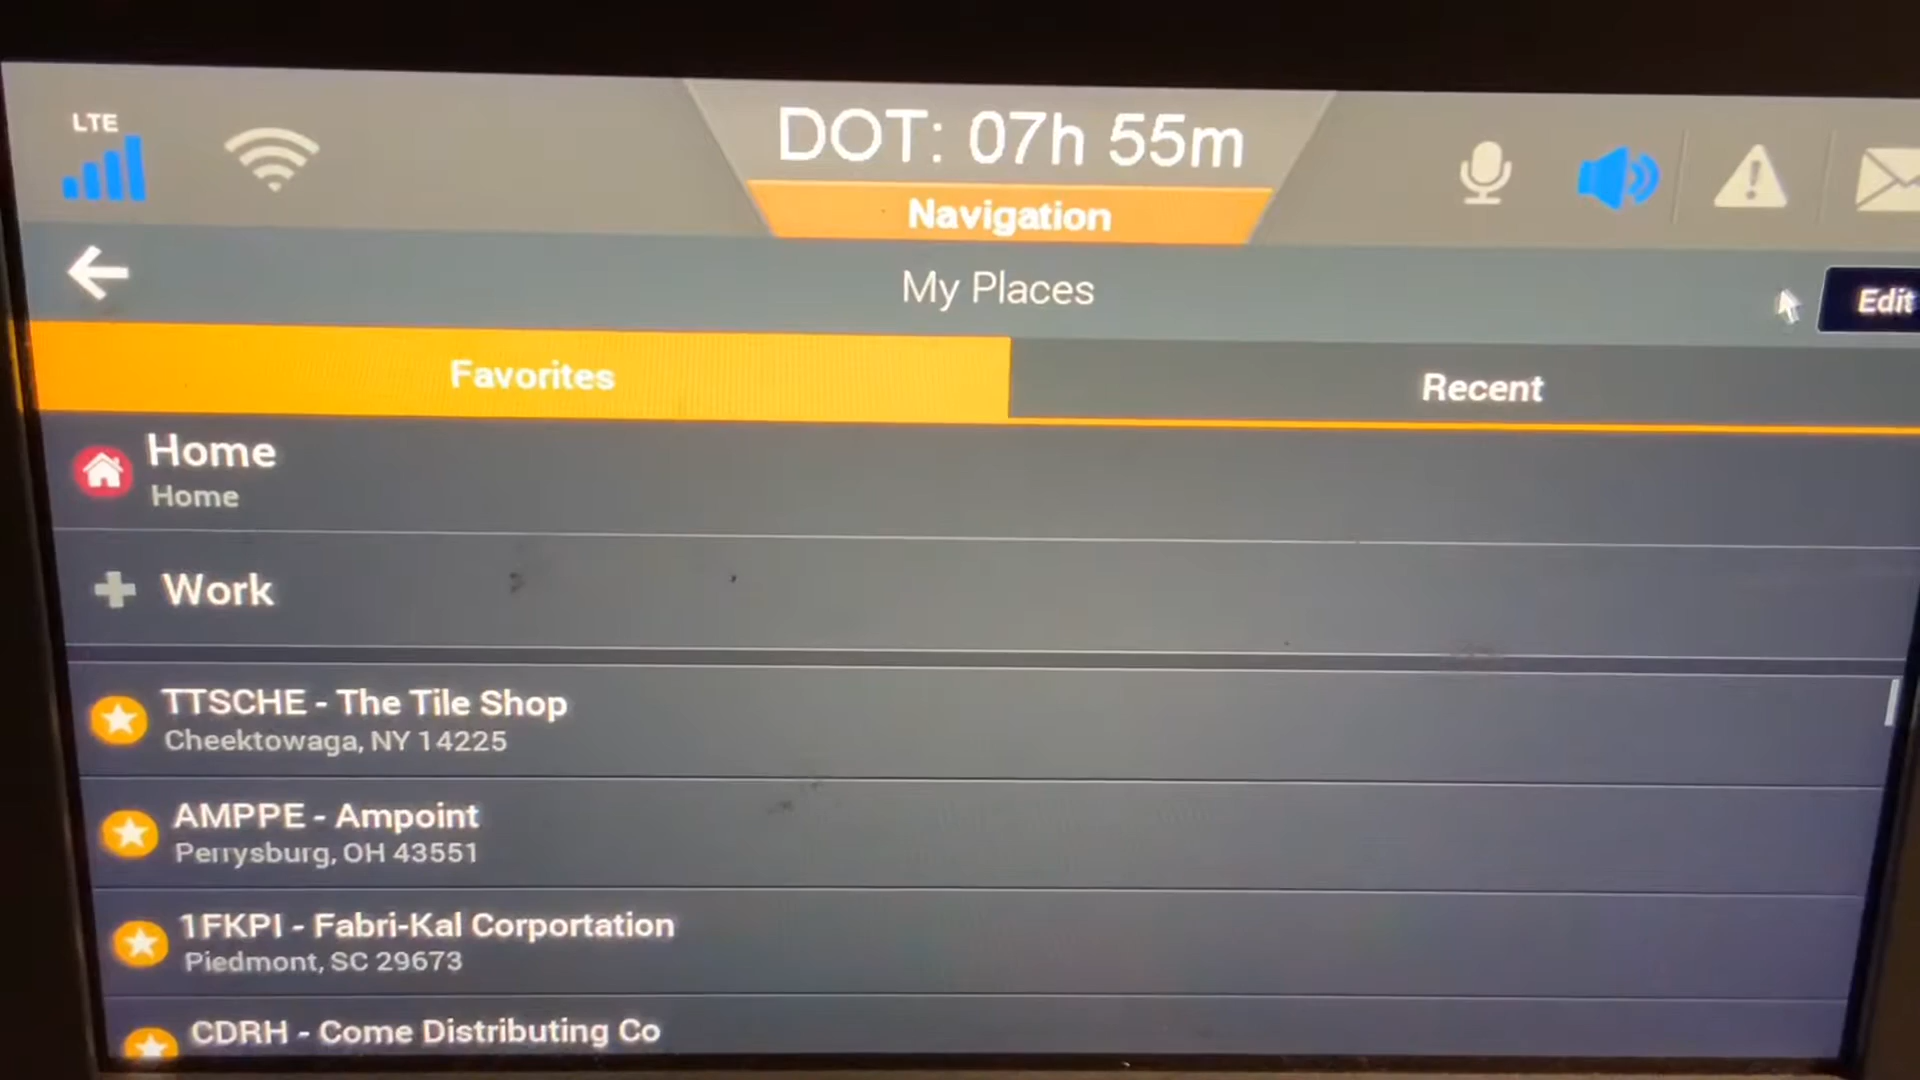 LTE
DOT: 07h 55m
Navigation
My Places
Edit
Favorites
Recent
Home
Home
Work
TTSCHE - The Tile Shop
Cheektowaga, NY 14225
AMPPE - Ampoint
Perrysburg, OH 43551
1FKPI - Fabri-Kal Corportation
Piedmont, SC 29673
CDRH - Come Distributing Co